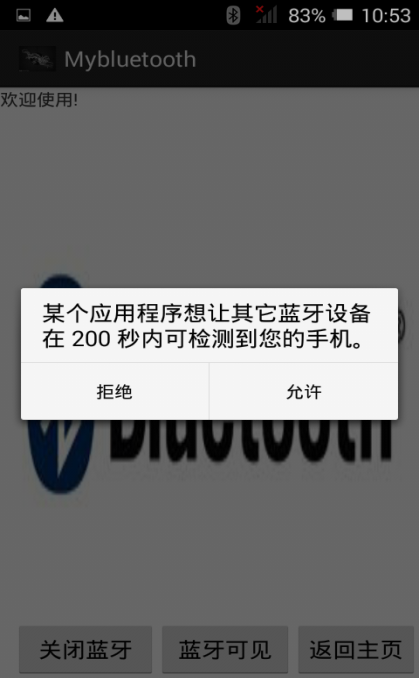 83% 10:53
Mybluetooth
欢迎使用!
某个应用程序想让其它蓝牙设备
在 200 秒内可检测到您的手机。
拒绝 允许
Bluetooth
关闭蓝牙 蓝牙可见 返回主页